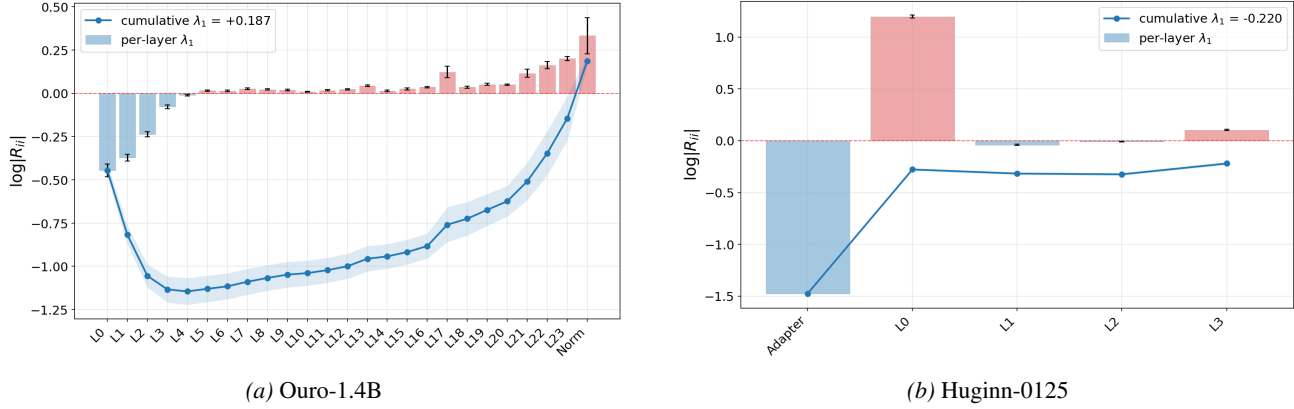 0.50
0.25
0.00
−0.25
−0.50
−0.75
−1.00
−1.25
log|R_{ii}|
cumulative λ₁ = +0.187
per-layer λ₁
L0 L1 L2 L3 L4 L5 L6 L7 L8 L9 L10 L11 L12 L13 L14 L15 L16 L17 L18 L19 L20 L21 L22 L23 Norm
(a) Ouro-1.4B
1.0
0.5
0.0
−0.5
−1.0
−1.5
log|R_{ii}|
cumulative λ₁ = -0.220
per-layer λ₁
Adapter L0 L1 L2 L3
(b) Huginn-0125